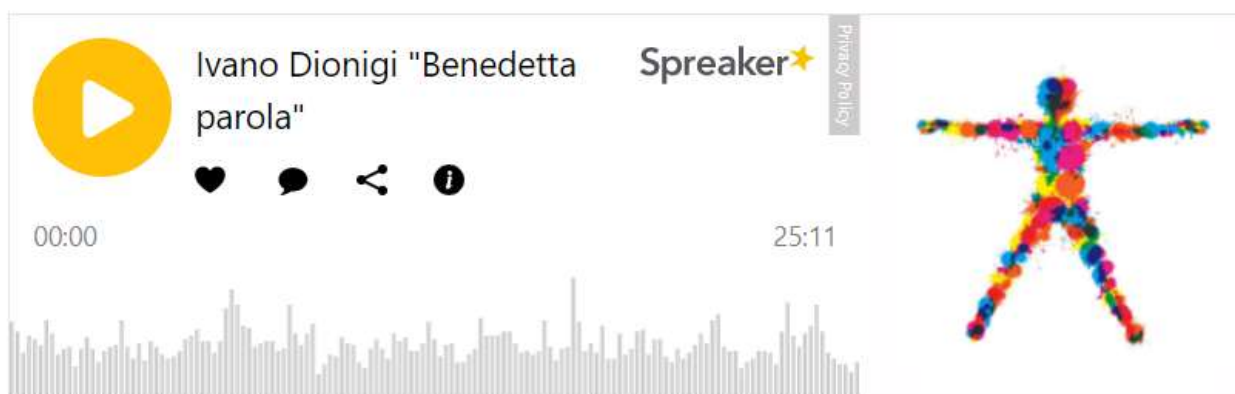 Ivano Dionigi "Benedetta
parola"
Spreaker
Privacy Policy
00:00
25:11